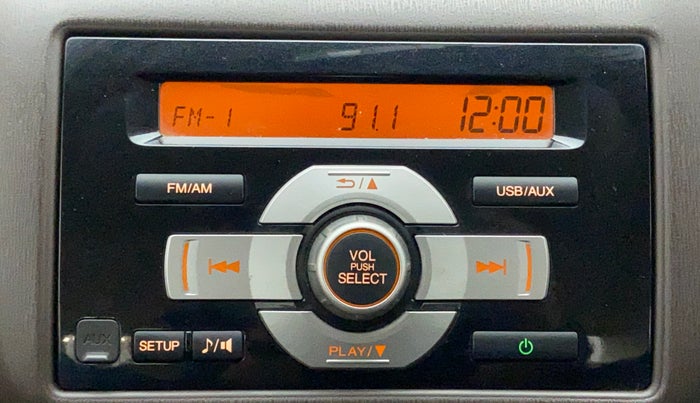 FM-1 91.1 12:00
FM/AM
USB/AUX
VOL
PUSH
SELECT
AUX
SETUP
PLAY/▼